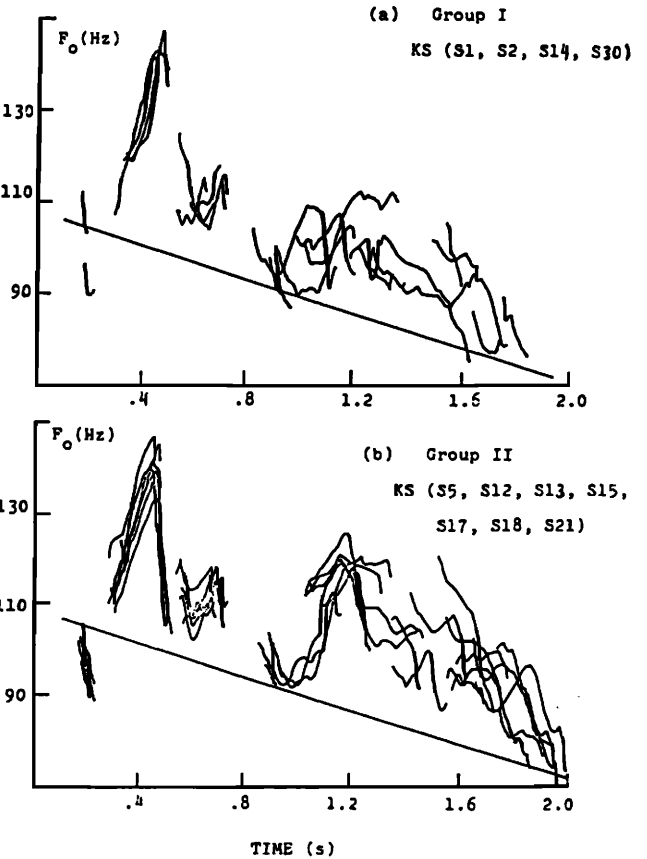 (a) Group I
F₀(Hz)
KS (S1, S2, S14, S30)
130
110
90
.4 .8 1.2 1.6 2.0
F₀(Hz)
(b) Group II
KS (S5, S12, S13, S15,
S17, S18, S21)
130
110
90
.4 .8 1.2 1.6 2.0
TIME (s)